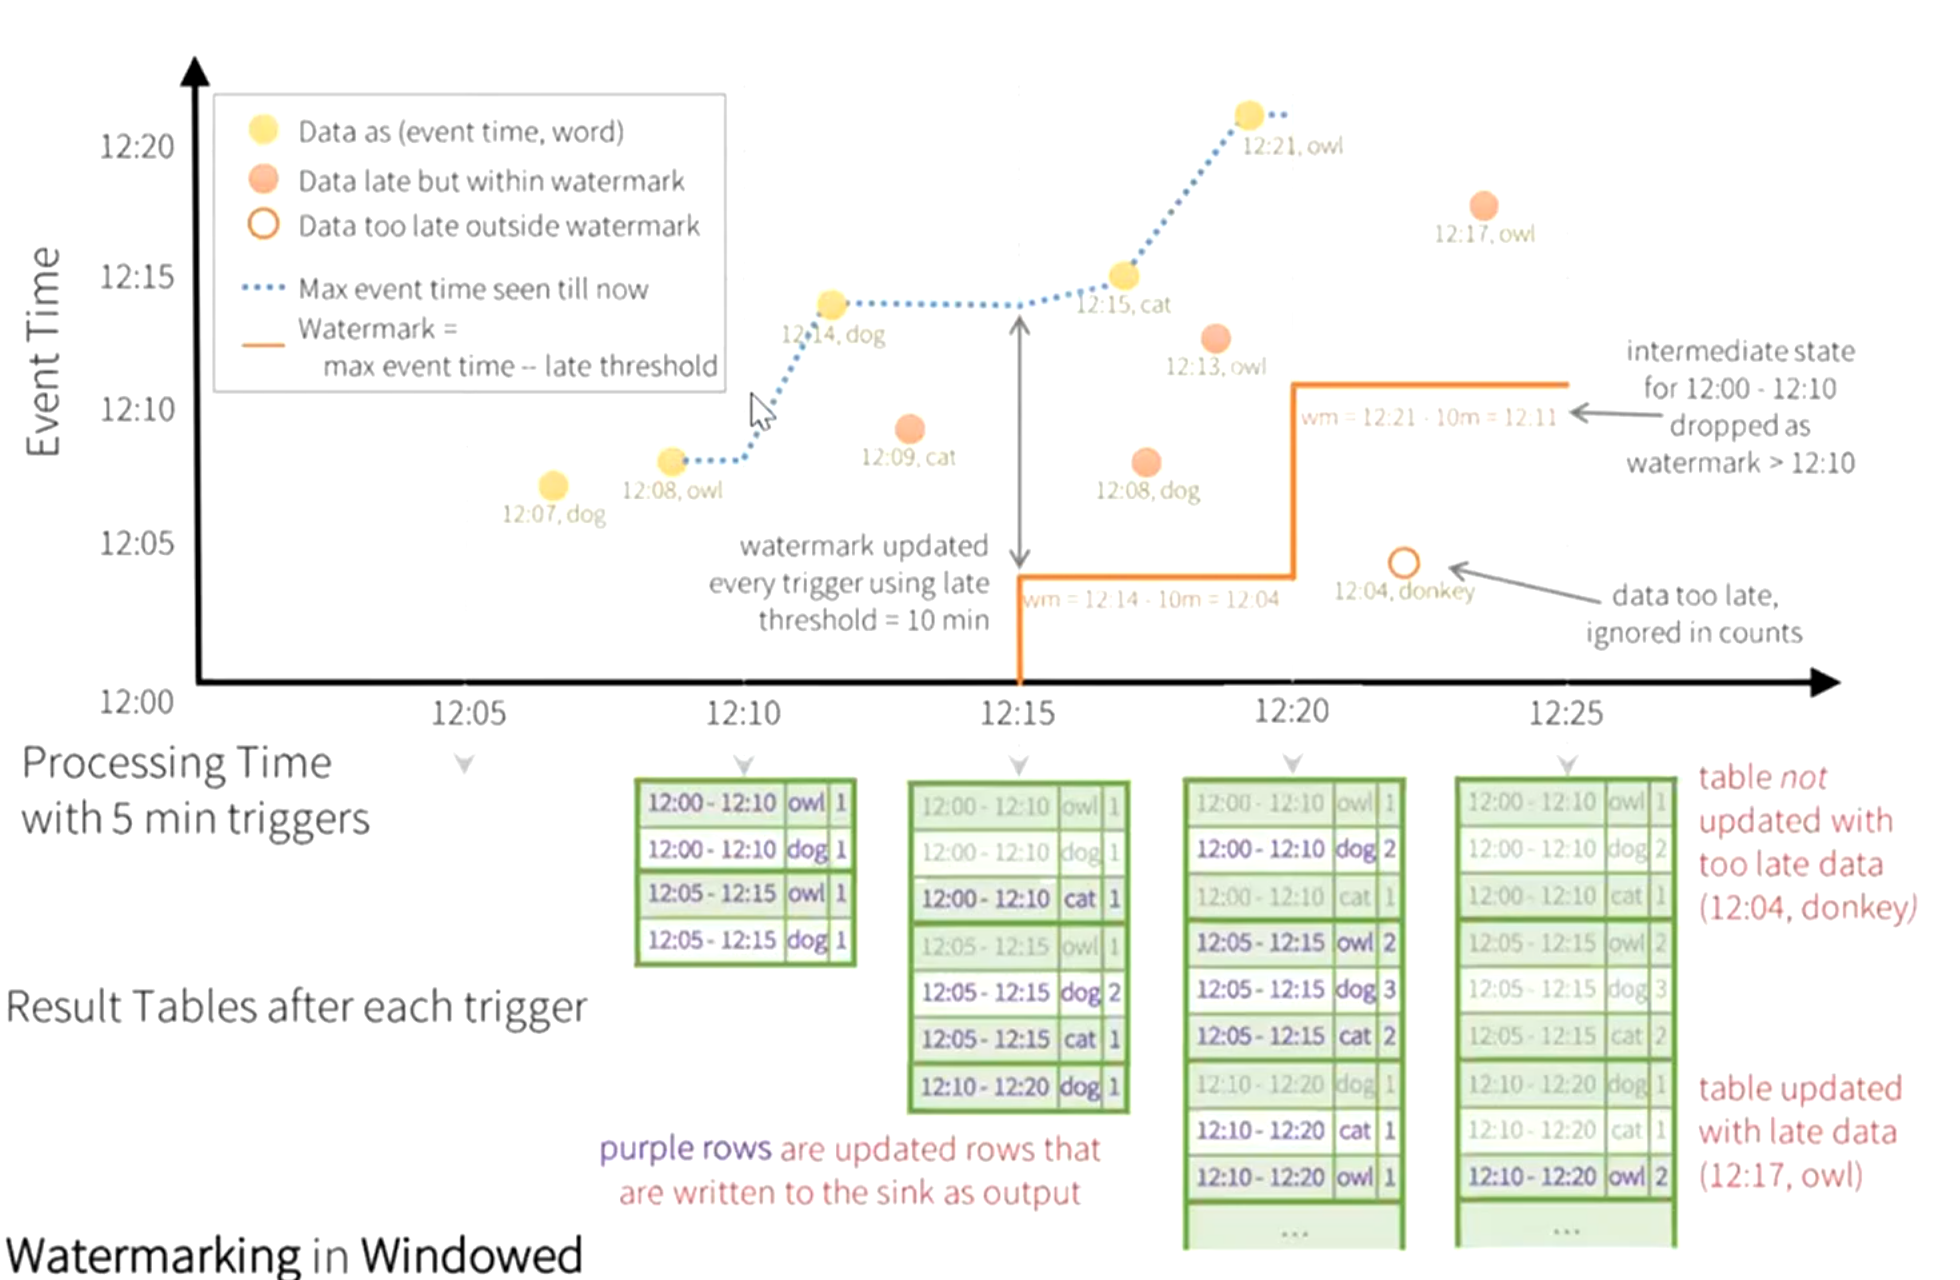 Event Time
12:20
12:15
12:10
12:05
12:00
Data as (event time, word)
Data late but within watermark
Data too late outside watermark
Max event time seen till now
Watermark =
max event time -- late threshold
12:07, dog
12:08, owl
12:14, dog
12:09, cat
12:15, cat
12:13, owl
12:08, dog
12:21, owl
12:17, owl
12:04, donkey
watermark updated
every trigger using late
threshold = 10 min
wm = 12:14 - 10m = 12:04
wm = 12:21 - 10m = 12:11
intermediate state
for 12:00 - 12:10
dropped as
watermark > 12:10
data too late,
ignored in counts
12:05
12:10
12:15
12:20
12:25
Processing Time
with 5 min triggers
Result Tables after each trigger
12:00 - 12:10 owl 1
12:00 - 12:10 dog 1
12:05 - 12:15 owl 1
12:05 - 12:15 dog 1
12:00 - 12:10 owl 1
12:00 - 12:10 dog 1
12:00 - 12:10 cat 1
12:05 - 12:15 owl 1
12:05 - 12:15 dog 2
12:05 - 12:15 cat 1
12:10 - 12:20 dog 1
12:00 - 12:10 owl 1
12:00 - 12:10 dog 2
12:00 - 12:10 cat 1
12:05 - 12:15 owl 2
12:05 - 12:15 dog 3
12:05 - 12:15 cat 2
12:10 - 12:20 dog 1
12:10 - 12:20 cat 1
12:10 - 12:20 owl 1
...
12:00 - 12:10 owl 1
12:00 - 12:10 dog 2
12:00 - 12:10 cat 1
12:05 - 12:15 owl 2
12:05 - 12:15 dog 3
12:05 - 12:15 cat 2
12:10 - 12:20 dog 1
12:10 - 12:20 cat 1
12:10 - 12:20 owl 2
...
table not
updated with
too late data
(12:04, donkey)
table updated
with late data
(12:17, owl)
purple rows are updated rows that
are written to the sink as output
Watermarking in Windowed